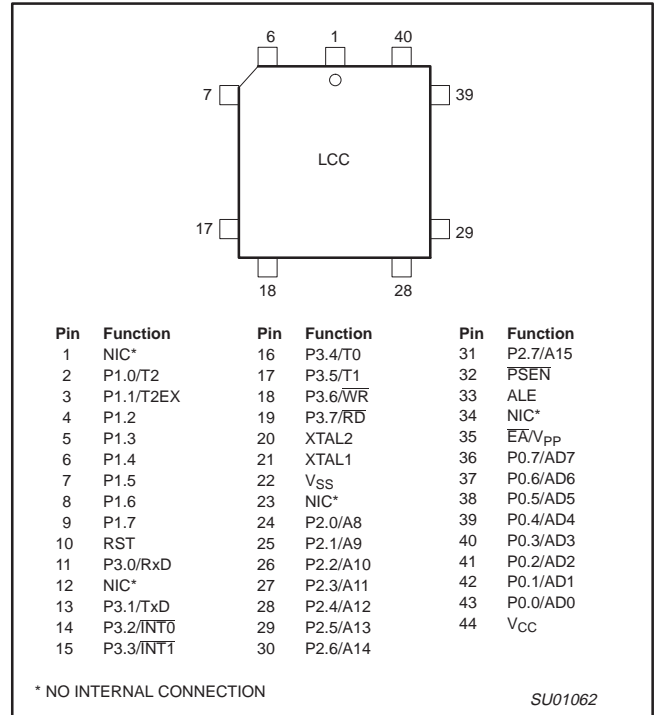 6 1 40
7 39
LCC
17 29
18 28
Pin Function Pin Function Pin Function
1 NIC* 16 P3.4/T0 31 P2.7/A15
2 P1.0/T2 17 P3.5/T1 32 P̅S̅E̅N̅
3 P1.1/T2EX 18 P3.6/W̅R̅ 33 ALE
4 P1.2 19 P3.7/R̅D̅ 34 NIC*
5 P1.3 20 XTAL2 35 E̅A̅/VPP
6 P1.4 21 XTAL1 36 P0.7/AD7
7 P1.5 22 VSS 37 P0.6/AD6
8 P1.6 23 NIC* 38 P0.5/AD5
9 P1.7 24 P2.0/A8 39 P0.4/AD4
10 RST 25 P2.1/A9 40 P0.3/AD3
11 P3.0/RxD 26 P2.2/A10 41 P0.2/AD2
12 NIC* 27 P2.3/A11 42 P0.1/AD1
13 P3.1/TxD 28 P2.4/A12 43 P0.0/AD0
14 P3.2/I̅N̅T̅0̅ 29 P2.5/A13 44 VCC
15 P3.3/I̅N̅T̅1̅ 30 P2.6/A14
* NO INTERNAL CONNECTION
SU01062